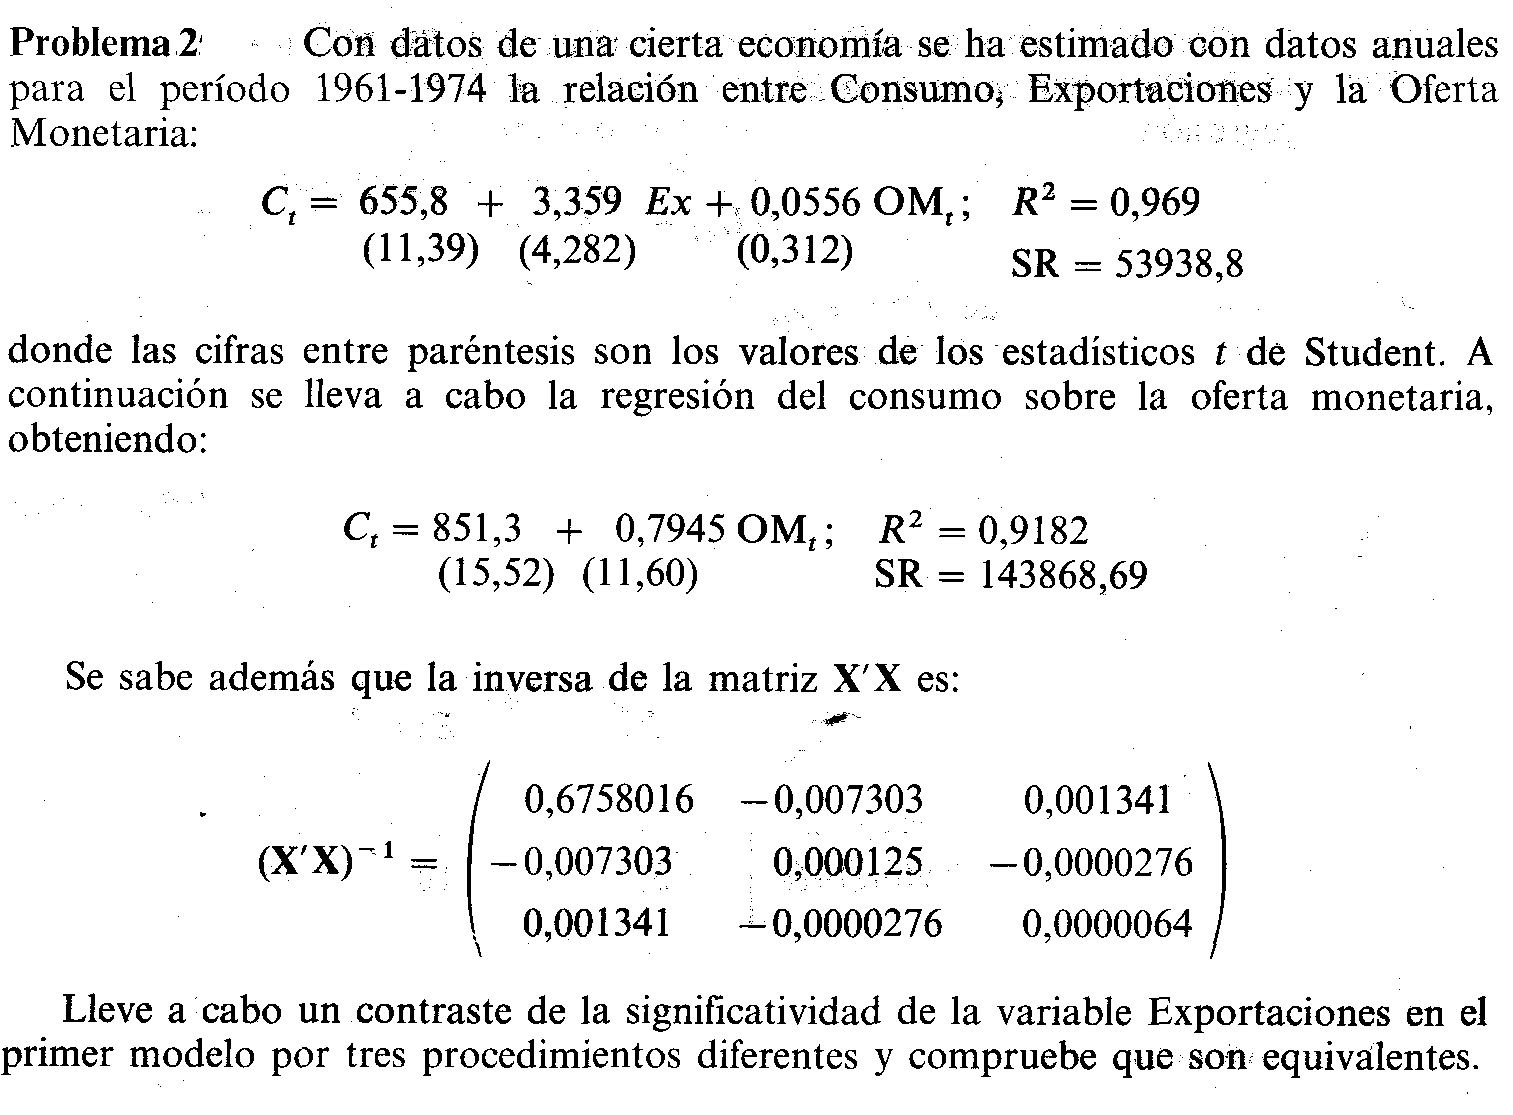 Problema 2 Con datos de una cierta economía se ha estimado con datos anuales
para el período 1961-1974 la relación entre Consumo, Exportaciones y la Oferta
Monetaria:
C_t = 655,8 + 3,359 Ex + 0,0556 OM_t; R² = 0,969
(11,39) (4,282) (0,312) SR = 53938,8
donde las cifras entre paréntesis son los valores de los estadísticos t de Student. A
continuación se lleva a cabo la regresión del consumo sobre la oferta monetaria,
obteniendo:
C_t = 851,3 + 0,7945 OM_t; R² = 0,9182
(15,52) (11,60) SR = 143868,69
Se sabe además que la inversa de la matriz X′X es:
0,6758016 −0,007303 0,001341
(X′X)⁻¹ = −0,007303 0,000125 −0,0000276
0,001341 −0,0000276 0,0000064
Lleve a cabo un contraste de la significatividad de la variable Exportaciones en el
primer modelo por tres procedimientos diferentes y compruebe que son equivalentes.